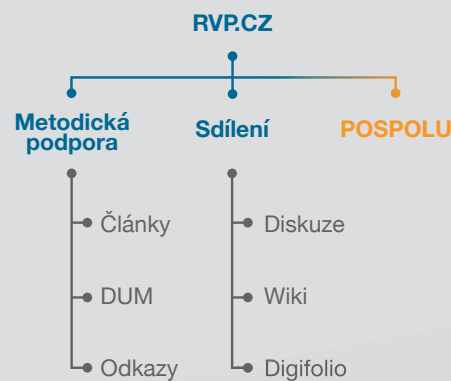 RVP.CZ
Metodická
podpora
Sdílení
POSPOLU
Články
DUM
Odkazy
Diskuze
Wiki
Digifolio